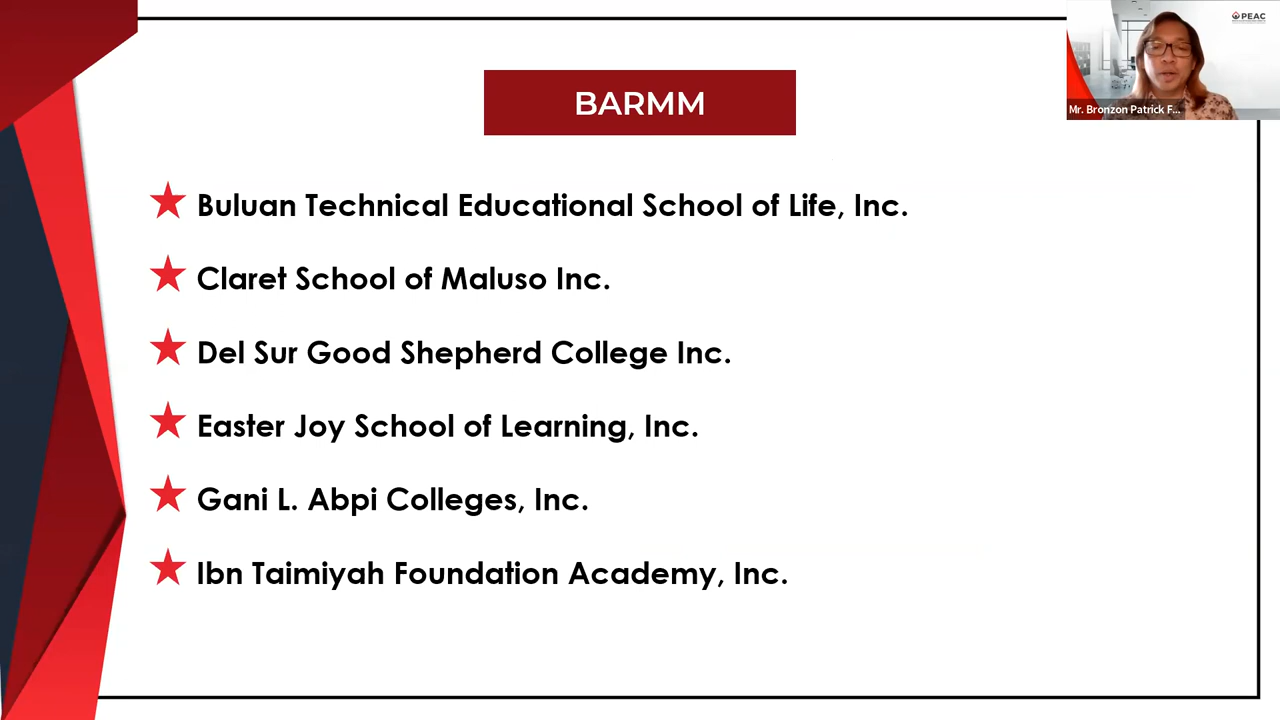 PEAC
BARMM
Mr. Bronzon Patrick F...
Buluan Technical Educational School of Life, Inc.
Claret School of Maluso Inc.
Del Sur Good Shepherd College Inc.
Easter Joy School of Learning, Inc.
Gani L. Abpi Colleges, Inc.
Ibn Taimiyah Foundation Academy, Inc.